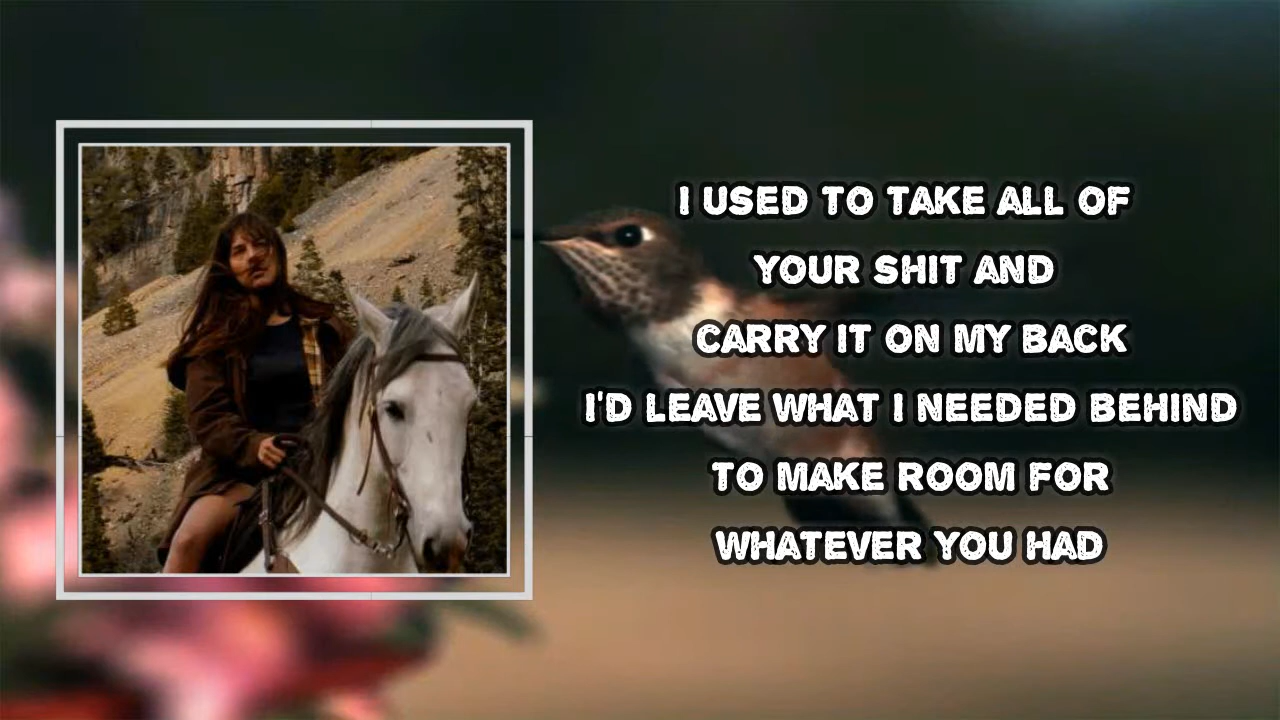 I USED TO TAKE ALL OF
YOUR SHIT AND
CARRY IT ON MY BACK
I'D LEAVE WHAT I NEEDED BEHIND
TO MAKE ROOM FOR
WHATEVER YOU HAD